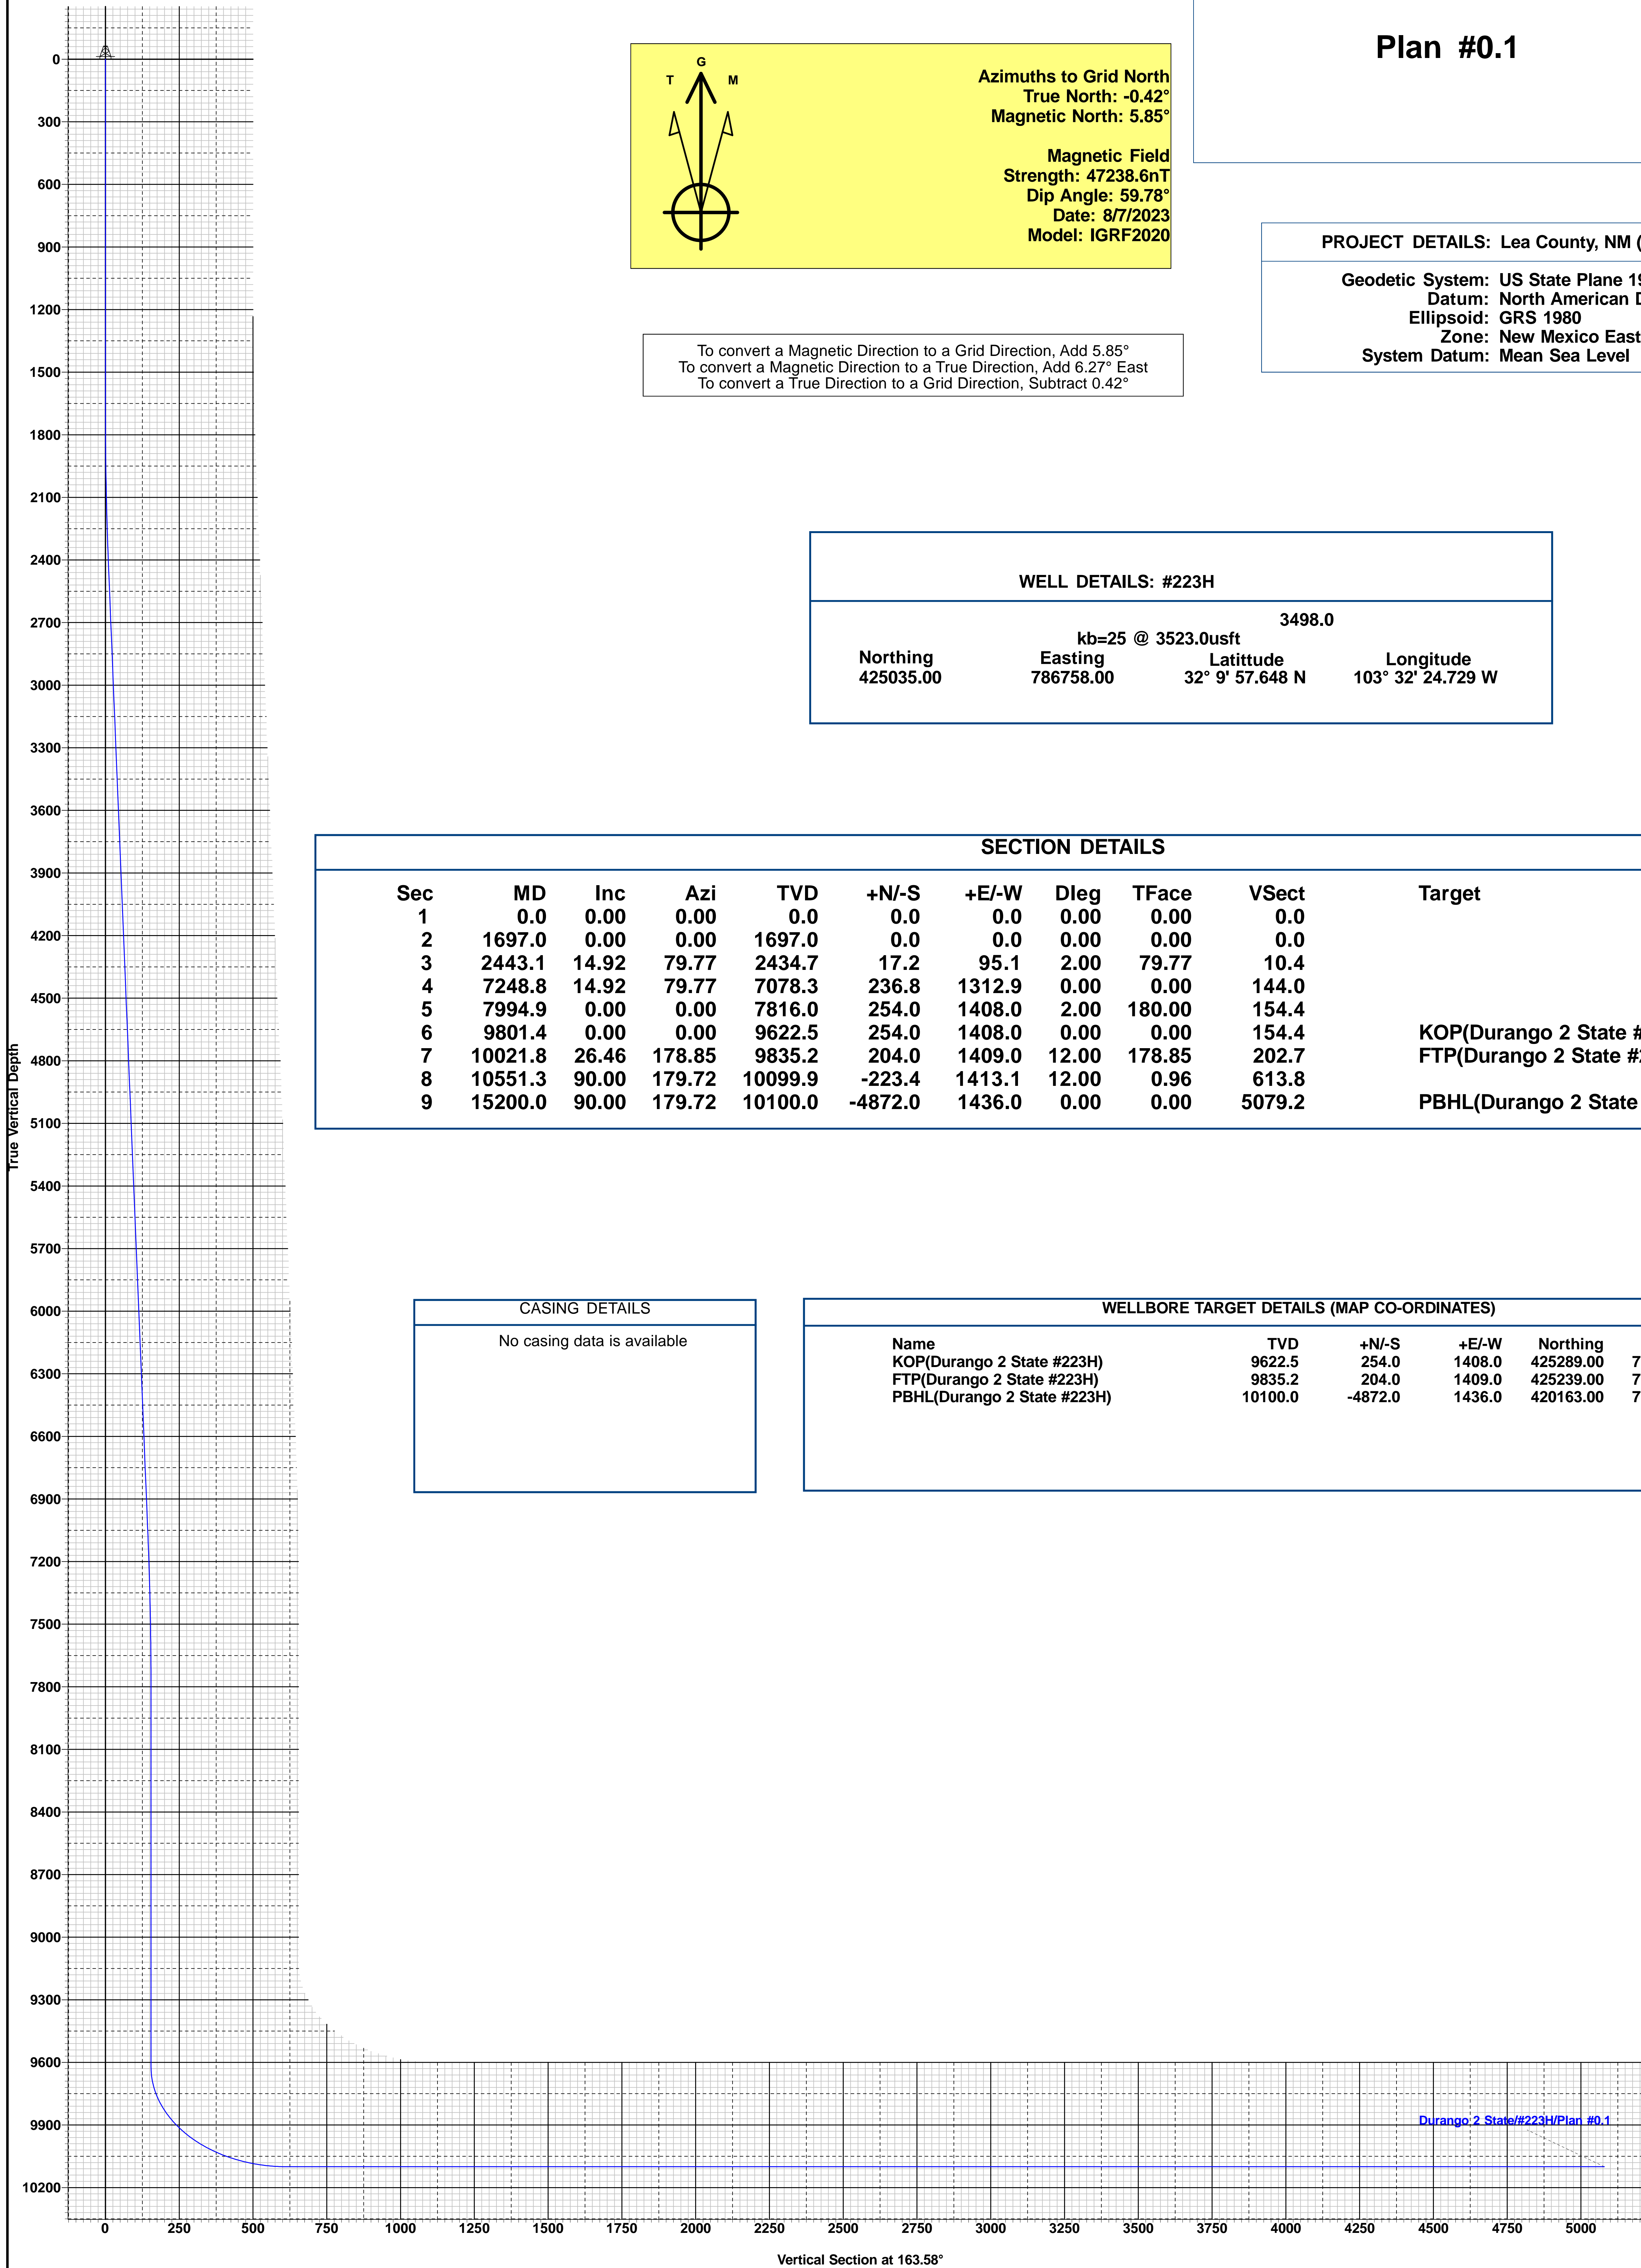 Plan #0.1
T G M
Azimuths to Grid North
True North: -0.42°
Magnetic North: 5.85°
Magnetic Field
Strength: 47238.6nT
Dip Angle: 59.78°
Date: 8/7/2023
Model: IGRF2020
PROJECT DETAILS: Lea County, NM (
Geodetic System: US State Plane 19
Datum: North American D
Ellipsoid: GRS 1980
Zone: New Mexico East
System Datum: Mean Sea Level
To convert a Magnetic Direction to a Grid Direction, Add 5.85°
To convert a Magnetic Direction to a True Direction, Add 6.27° East
To convert a True Direction to a Grid Direction, Subtract 0.42°
WELL DETAILS: #223H
3498.0
kb=25 @ 3523.0usft
Northing Easting Latittude Longitude
425035.00 786758.00 32° 9' 57.648 N 103° 32' 24.729 W
SECTION DETAILS
Sec MD Inc Azi TVD +N/-S +E/-W Dleg TFace VSect Target
1 0.0 0.00 0.00 0.0 0.0 0.0 0.00 0.00 0.0
2 1697.0 0.00 0.00 1697.0 0.0 0.0 0.00 0.00 0.0
3 2443.1 14.92 79.77 2434.7 17.2 95.1 2.00 79.77 10.4
4 7248.8 14.92 79.77 7078.3 236.8 1312.9 0.00 0.00 144.0
5 7994.9 0.00 0.00 7816.0 254.0 1408.0 2.00 180.00 154.4
6 9801.4 0.00 0.00 9622.5 254.0 1408.0 0.00 0.00 154.4 KOP(Durango 2 State #
7 10021.8 26.46 178.85 9835.2 204.0 1409.0 12.00 178.85 202.7 FTP(Durango 2 State #2
8 10551.3 90.00 179.72 10099.9 -223.4 1413.1 12.00 0.96 613.8
9 15200.0 90.00 179.72 10100.0 -4872.0 1436.0 0.00 0.00 5079.2 PBHL(Durango 2 State
CASING DETAILS
No casing data is available
WELLBORE TARGET DETAILS (MAP CO-ORDINATES)
Name TVD +N/-S +E/-W Northing
KOP(Durango 2 State #223H) 9622.5 254.0 1408.0 425289.00 7
FTP(Durango 2 State #223H) 9835.2 204.0 1409.0 425239.00 7
PBHL(Durango 2 State #223H) 10100.0 -4872.0 1436.0 420163.00 7
True Vertical Depth
0
300
600
900
1200
1500
1800
2100
2400
2700
3000
3300
3600
3900
4200
4500
4800
5100
5400
5700
6000
6300
6600
6900
7200
7500
7800
8100
8400
8700
9000
9300
9600
9900
10200
Durango 2 State/#223H/Plan #0.1
0 250 500 750 1000 1250 1500 1750 2000 2250 2500 2750 3000 3250 3500 3750 4000 4250 4500 4750 5000
Vertical Section at 163.58°